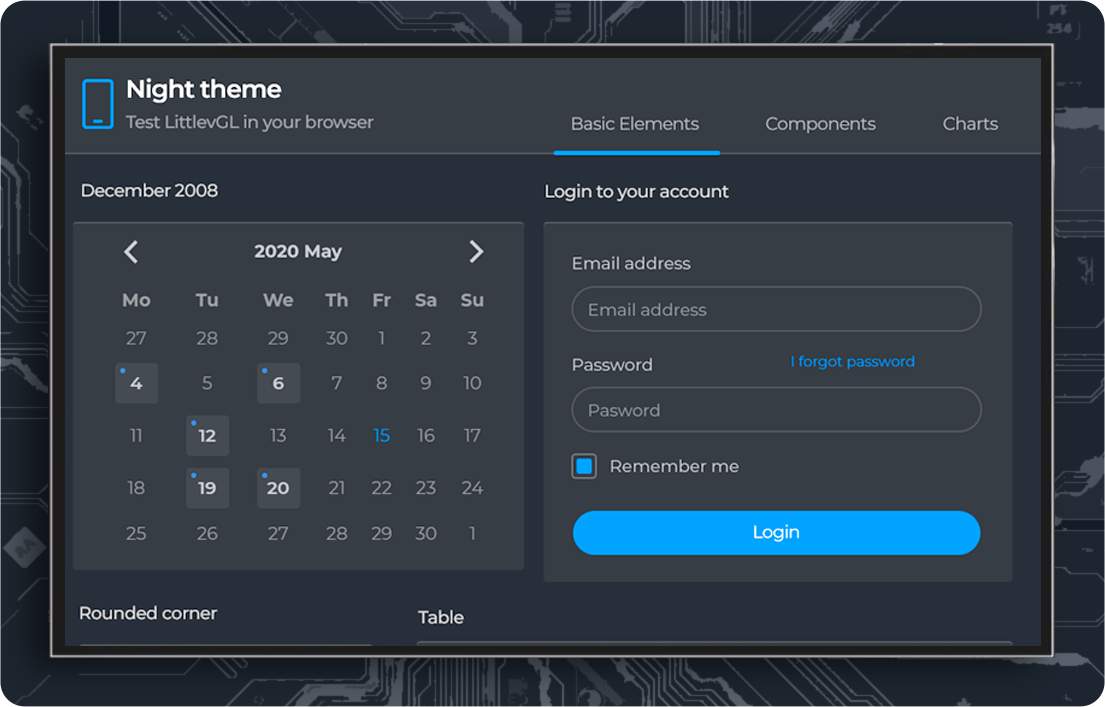 Night theme
Test LittlevGL in your browser
Basic Elements Components Charts
December 2008
2020 May
Mo Tu We Th Fr Sa Su
27 28 29 30 1 2 3
4 5 6 7 8 9 10
11 12 13 14 15 16 17
18 19 20 21 22 23 24
25 26 27 28 29 30 1
Login to your account
Email address
Email address
Password I forgot password
Pasword
Remember me
Login
Rounded corner
Table